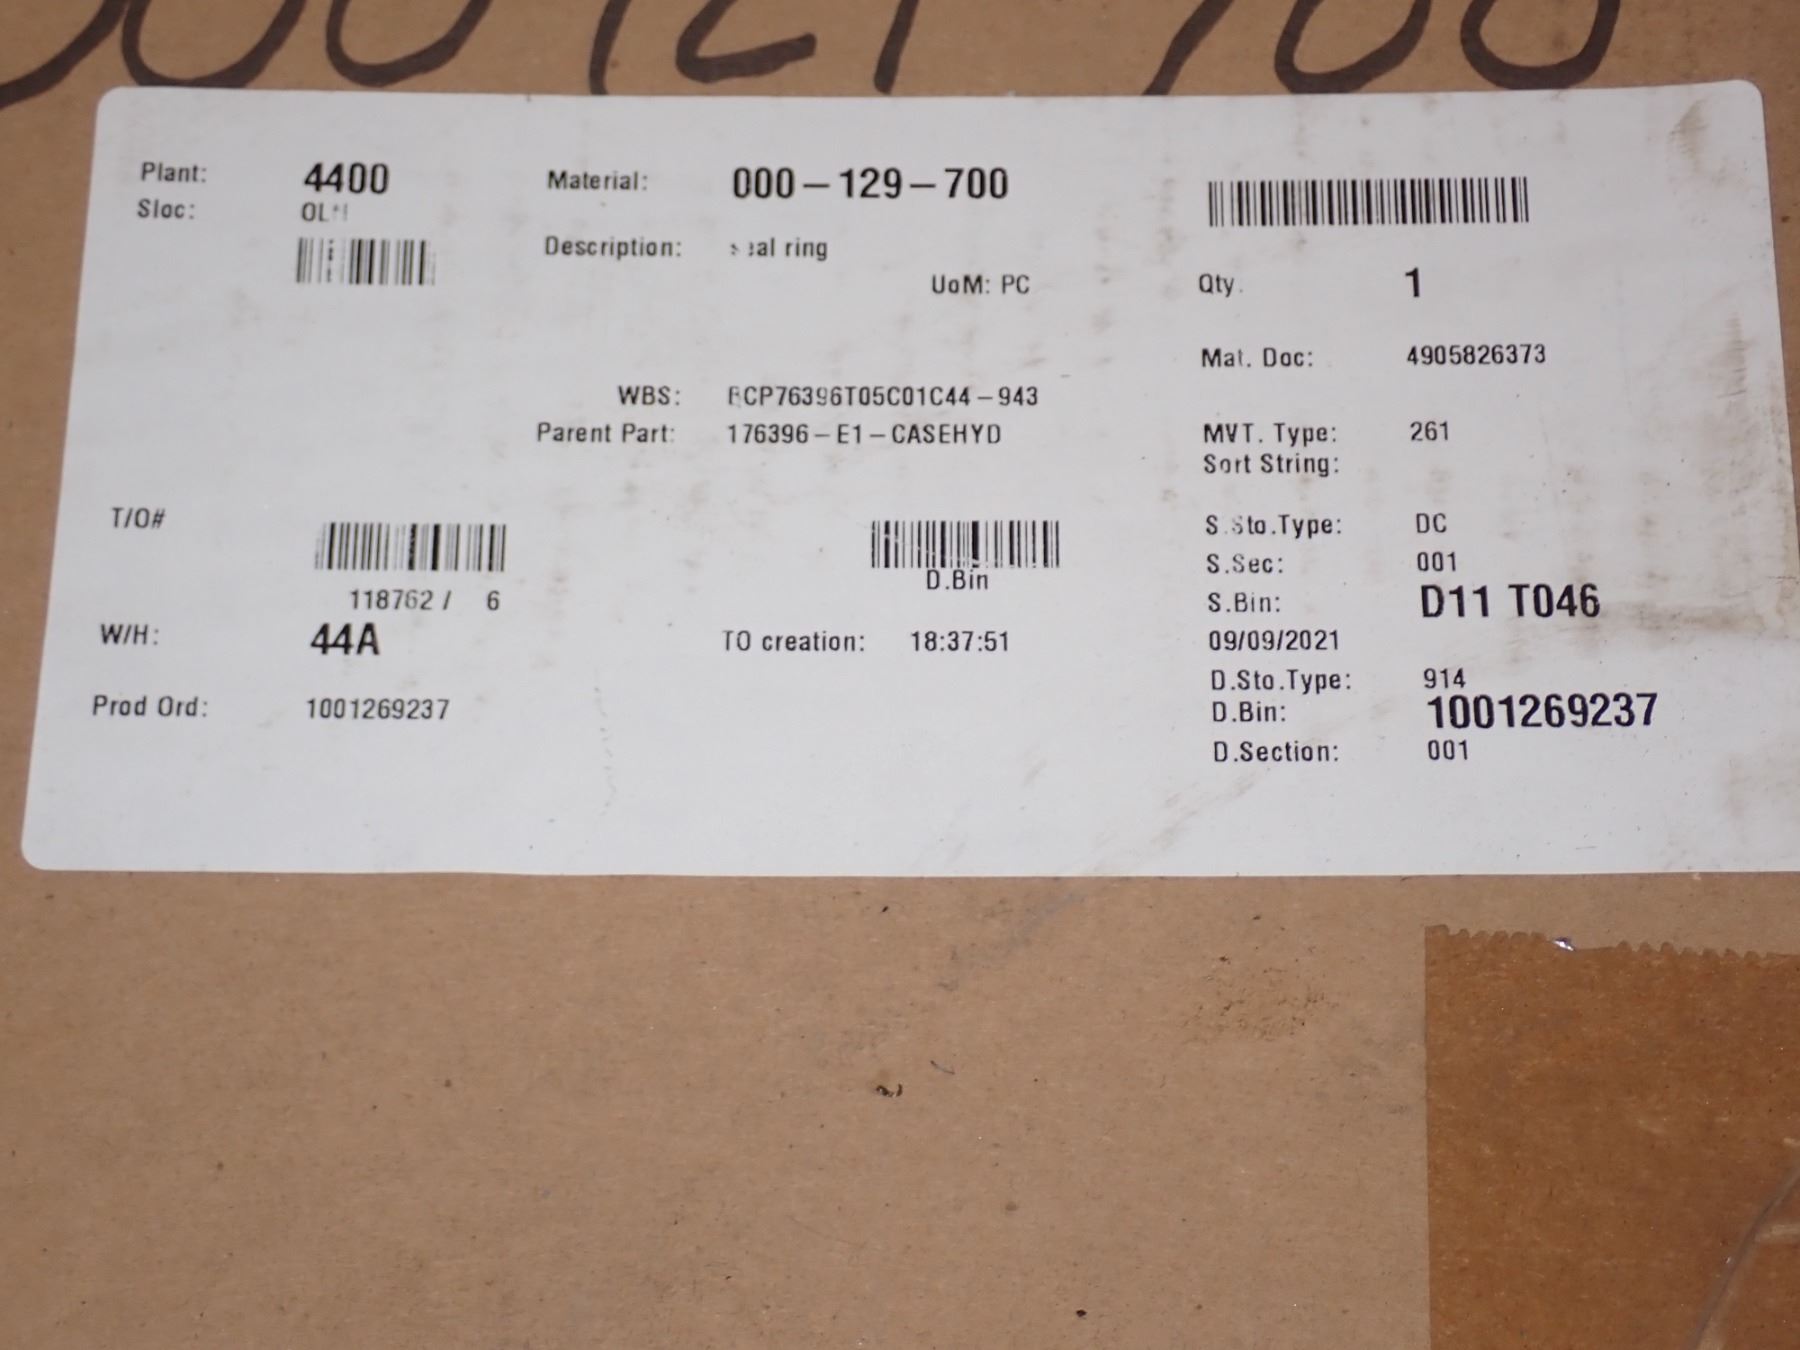 Plant: 4400 Material: 000-129-700
Sloc:
Description: ring
UoM: PC
Qty. 1
Mat. Doc: 4905826373
WBS:
Parent Part: 176396-E1-CASEHYD
MVT. Type: 261
Sort String:
T/O#
S.Sto.Type: DC
S.Sec: 001
D.Bin
118762 / 6
S.Bin: D11 T046
W/H: 44A TO creation: 18:37:51 09/09/2021
D.Sto.Type: 914
Prod Ord: 1001269237
D.Bin: 1001269237
D.Section: 001